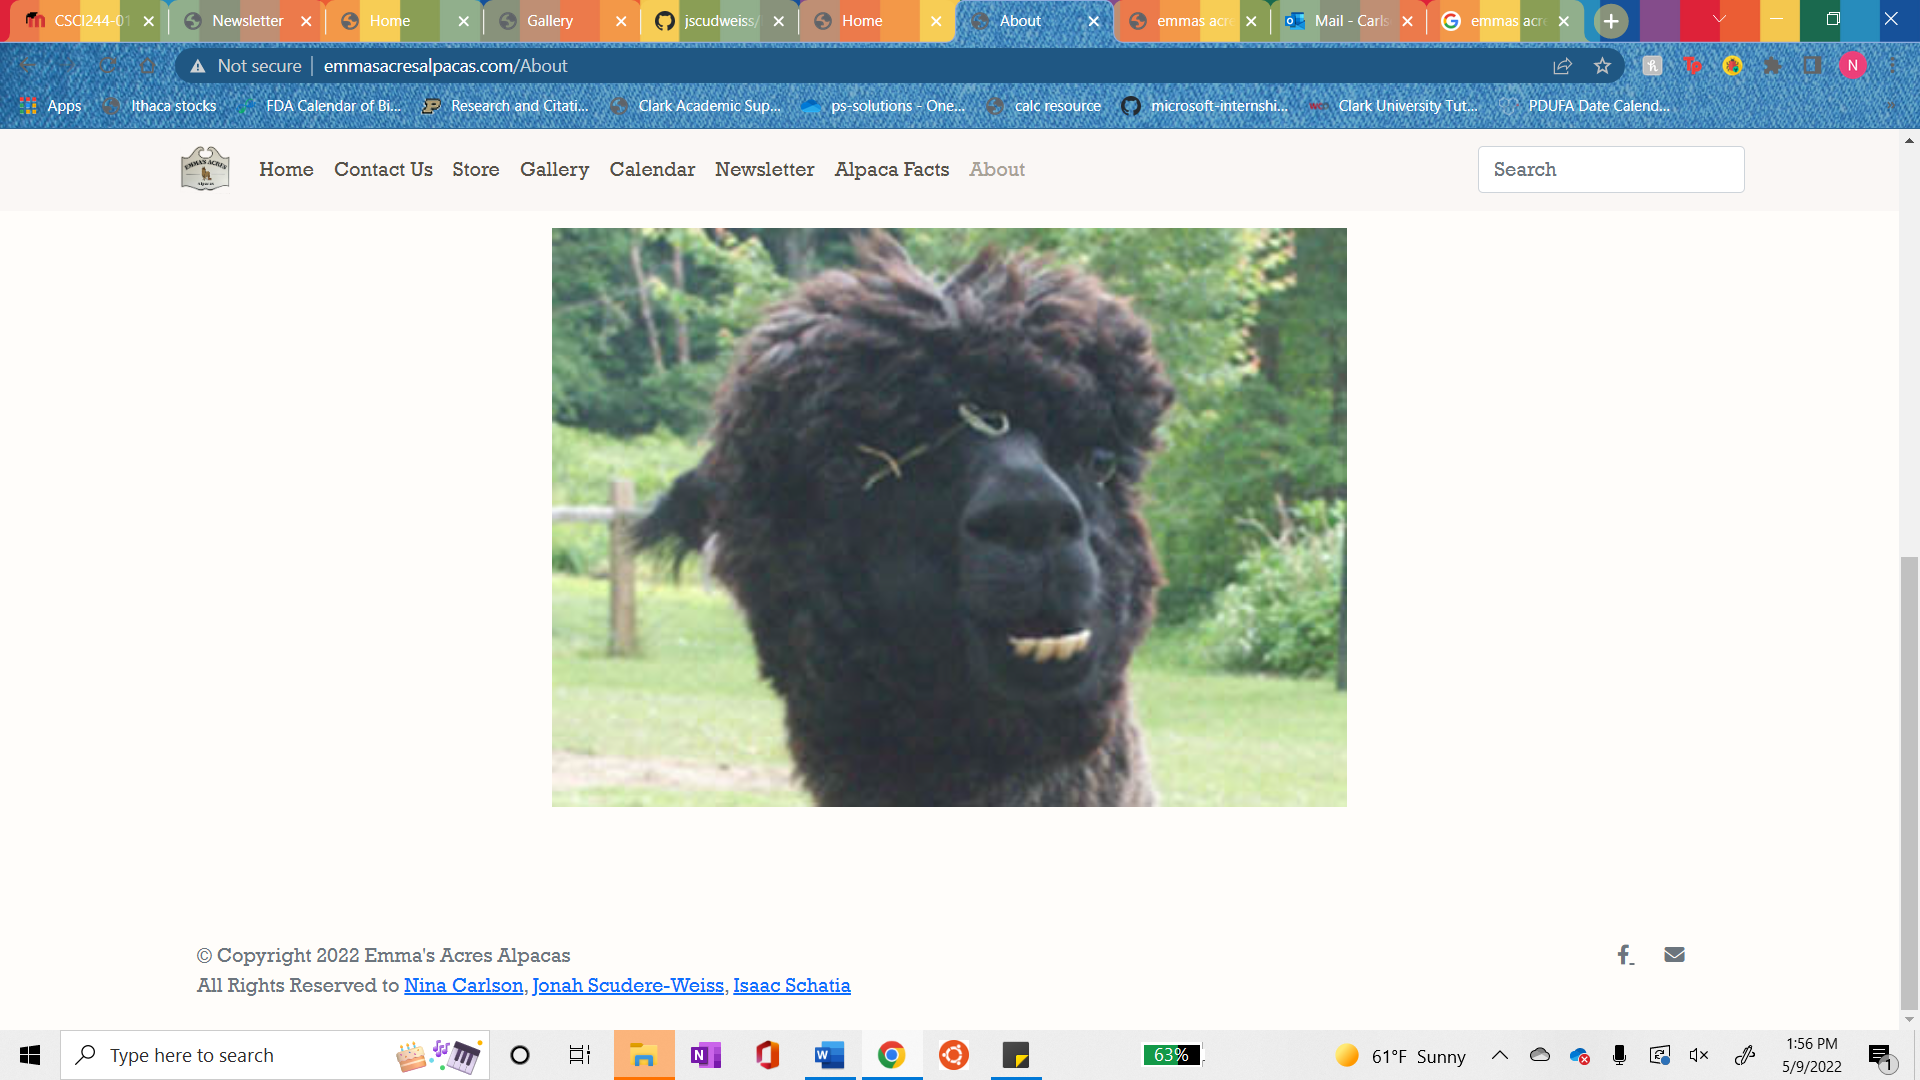 CSCI244-01
Newsletter
Home
Gallery
jscudweiss/
Home
About
emmas acre
Mail - Carls
emmas acre
Not secure emmasacresalpacas.com/About
N
Apps Ithaca stocks FDA Calendar of Bi... Research and Citati... Clark Academic Sup... ps-solutions - One... calc resource microsoft-internshi... Clark University Tut... PDUFA Date Calend...
EMMA'S ACRES
Alpacas
Home Contact Us Store Gallery Calendar Newsletter Alpaca Facts About
Search
© Copyright 2022 Emma's Acres Alpacas
All Rights Reserved to Nina Carlson, Jonah Scudere-Weiss, Isaac Schatia
Type here to search
63%
61°F Sunny
1:56 PM
5/9/2022
1